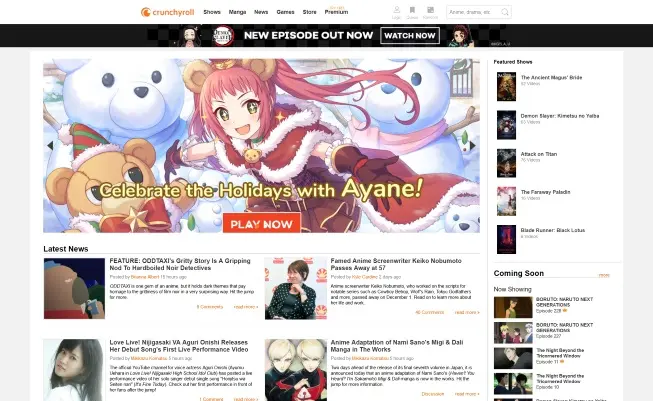 crunchyroll
Shows Manga News Games Store Premium
Anime, drama, etc
NEW EPISODE OUT NOW WATCH NOW
Celebrate the Holidays with Ayane!
PLAY NOW
Latest News
FEATURE: ODDTAXI's Gritty Story Is A Gripping
Nod To Hardboiled Noir Detectives
Posted by
15 hours ago
ODDTAXI is one gem of an anime, but it holds dark themes that pay
homage to the grittiness of film noir in a very surprising way. Hit the jump
for more.
6 Comments read more »
Famed Anime Screenwriter Keiko Nobumoto
Passes Away at 57
Posted by Kyle Cardine 2 days ago
Anime screenwriter Keiko Nobumoto, who worked on the scripts for
notable series such as Cowboy Bebop, Wolf's Rain, Tokyo Godfathers
and more, passed away on December 1. Read on to learn more about
her life and work.
Comments read more »
Love Live! Nijigasaki VA Aguri Onishi Releases
Her Debut Song's First Live Performance Video
Posted by Mikikazu Komatsu 5 hours ago
The official YouTube channel for voice actress Aguri Onishi (Ayumu
Uehara in Love Live! Nijigasaki High School Idol Club) has posted a live
performance video of her solo singer debut single song
Check out her first performance in front of
her fans after the jump!
1 Comment read more »
Anime Adaptation of Nami Sano's Migi & Dali
Manga in The Works
Posted by Mikikazu Komatsu 6 hours ago
Two days ahead of the release of its final seventh volume in Japan, it is
announced today that an anime adaptation of Nami Sano's (Haven't You
Heard? I'm Sakamoto) Migi & Dali manga is now in the works. Hit the
jump for more information.
Discussion read more »
Featured Shows
The Ancient Magus' Bride
Videos
Demon Slayer: Kimetsu no Yaiba
Videos
Attack on Titan
Videos
The Faraway Paladin
Videos
Blade Runner: Black Lotus
Videos
Coming Soon more
Now Showing
BORUTO: NARUTO NEXT
GENERATIONS
Episode 228
BORUTO: NARUTO NEXT
GENERATIONS
Episode 227
The Night Beyond the
Tricornered Window
Episode 11
The Night Beyond the
Tricornered Window
Episode 10